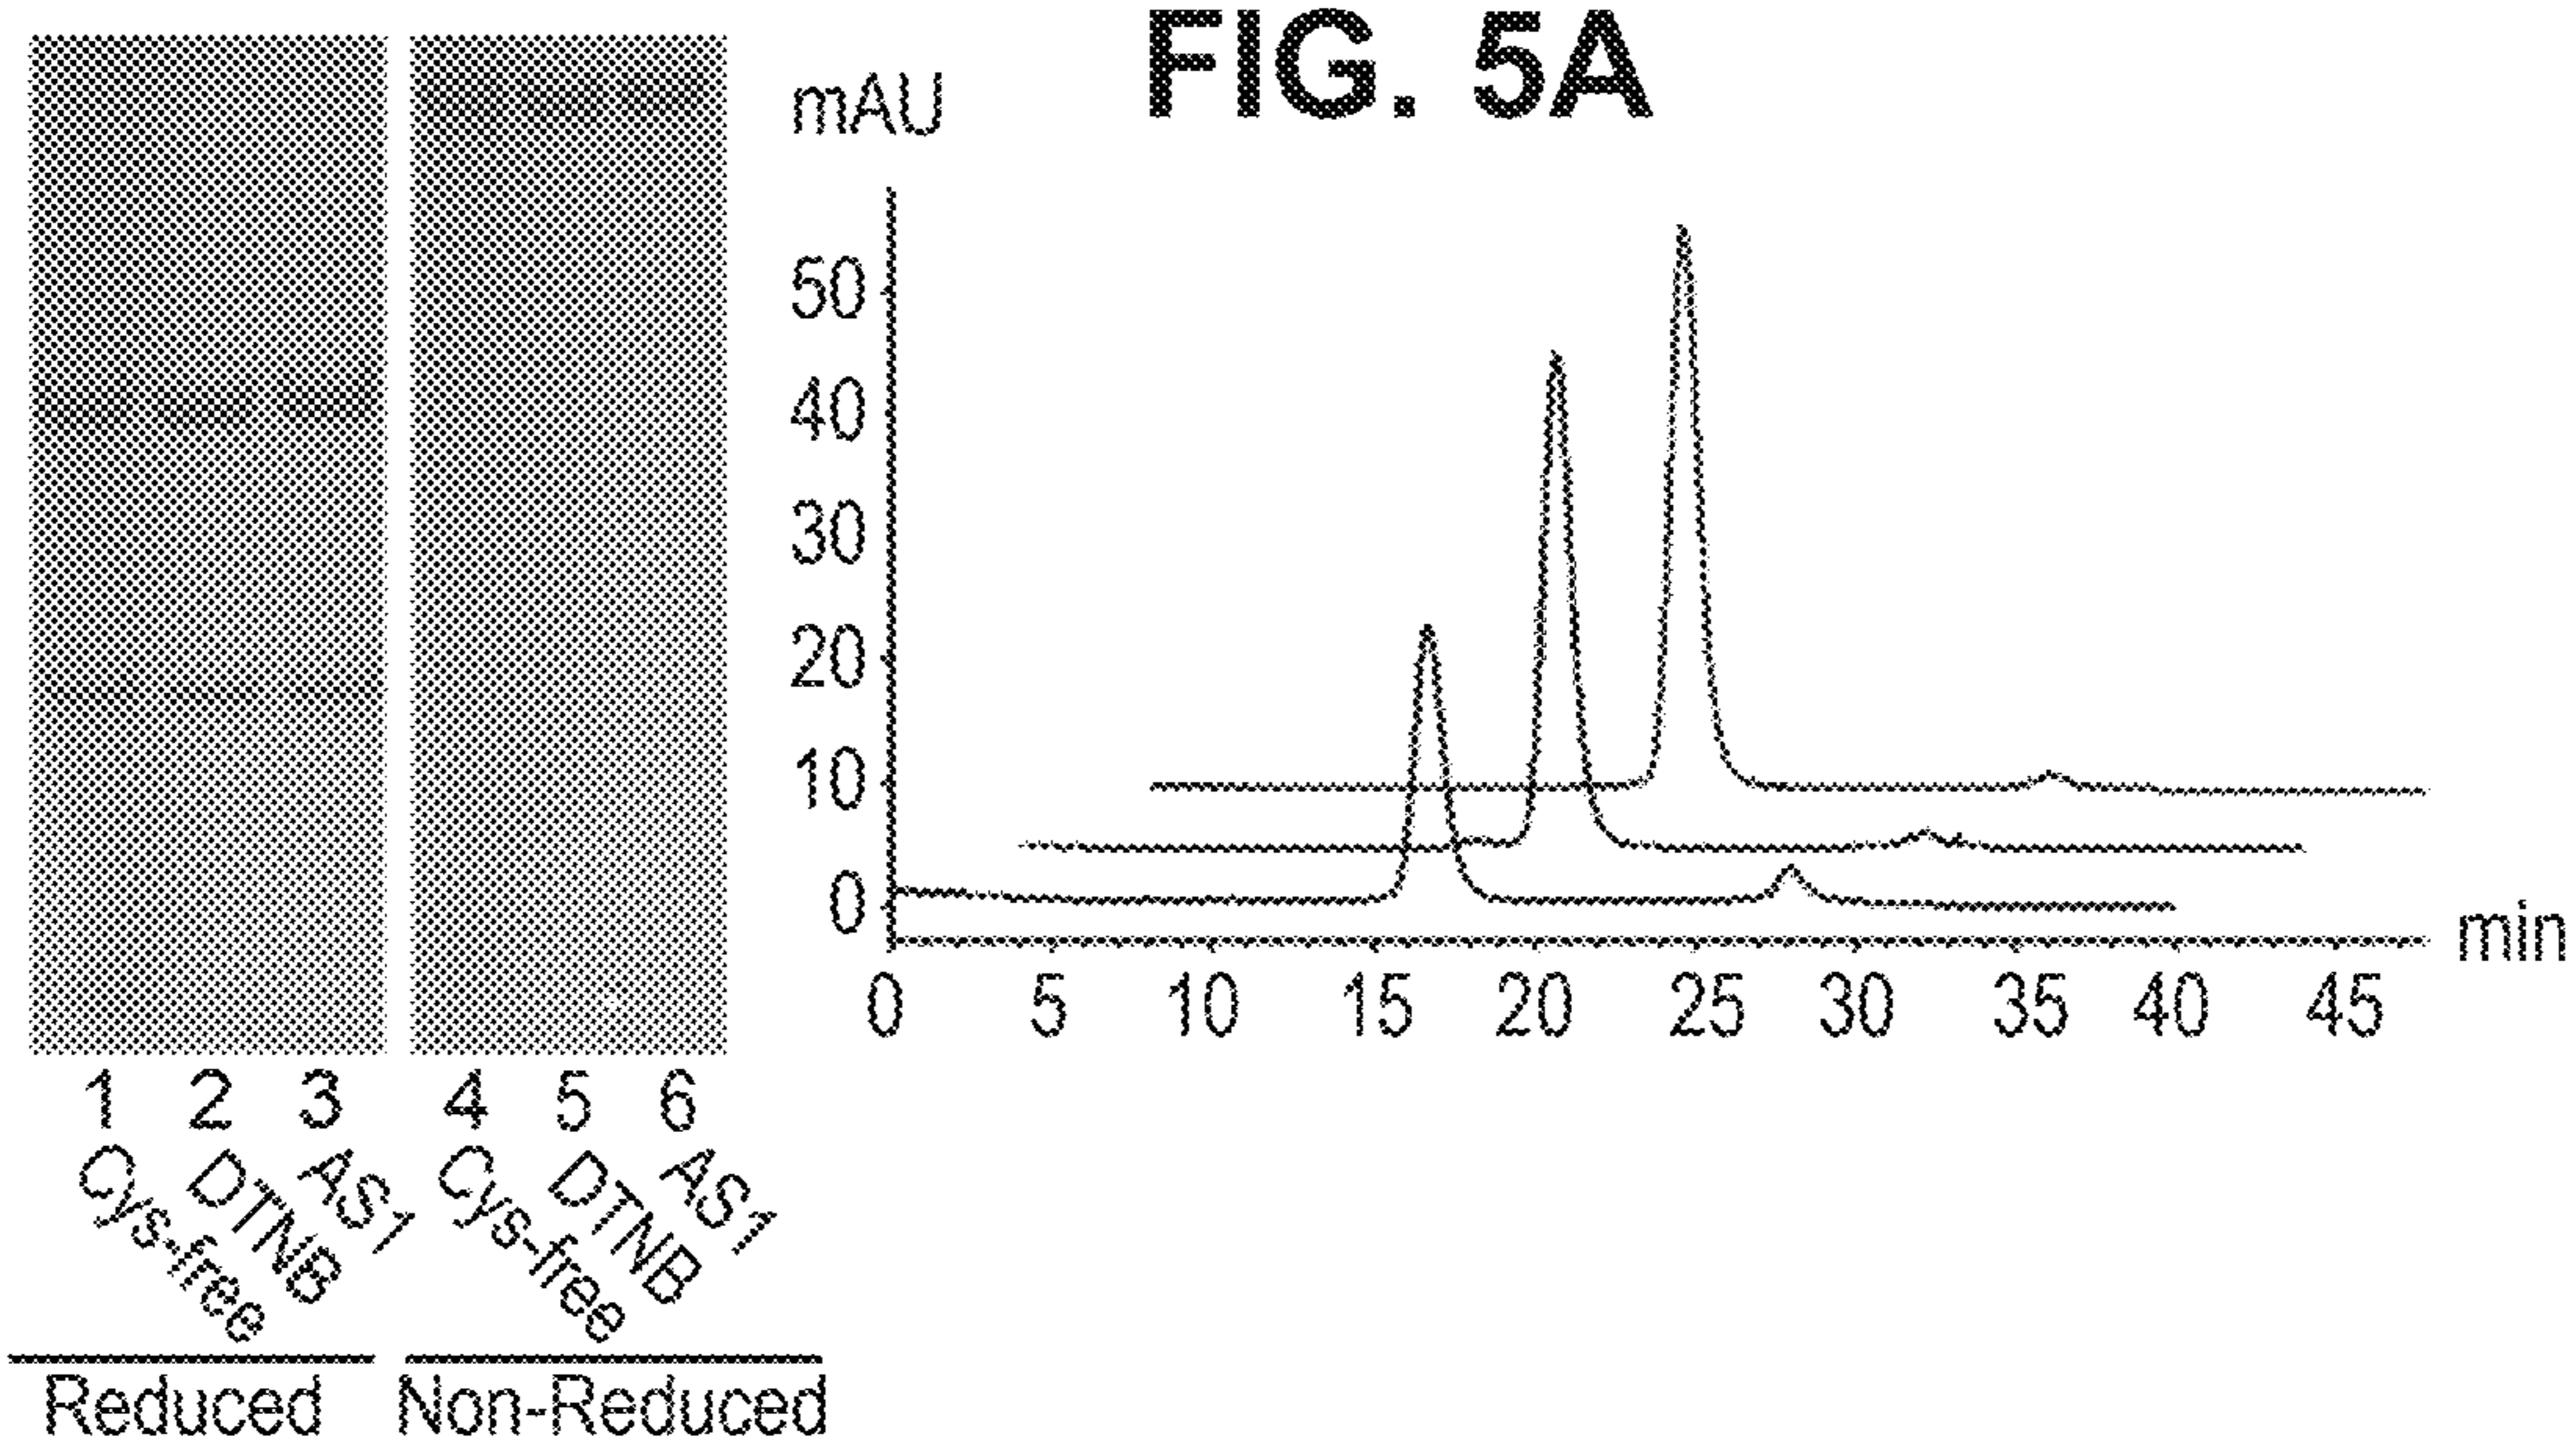 FIG. 5A
mAU
50
40
30
20
10
0
0 5 10 15 20 25 30 35 40 45
min
1 2 3 4 5 6
Cys-free DTNB AS1 Cys-free DTNB AS1
Reduced Non-Reduced